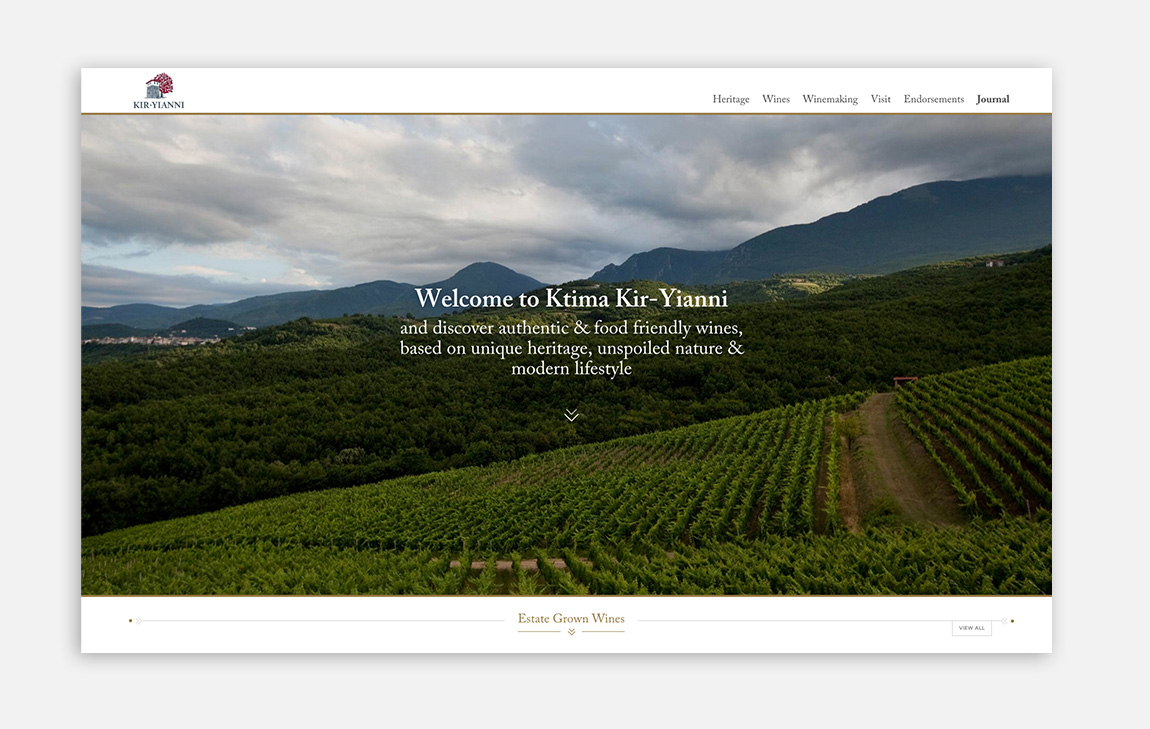 KIR•YIANNI
Heritage Wines Winemaking Visit Endorsements Journal
Welcome to Ktima Kir-Yianni
and discover authentic & food friendly wines,
based on unique heritage, unspoiled nature &
modern lifestyle
Estate Grown Wines
VIEW ALL